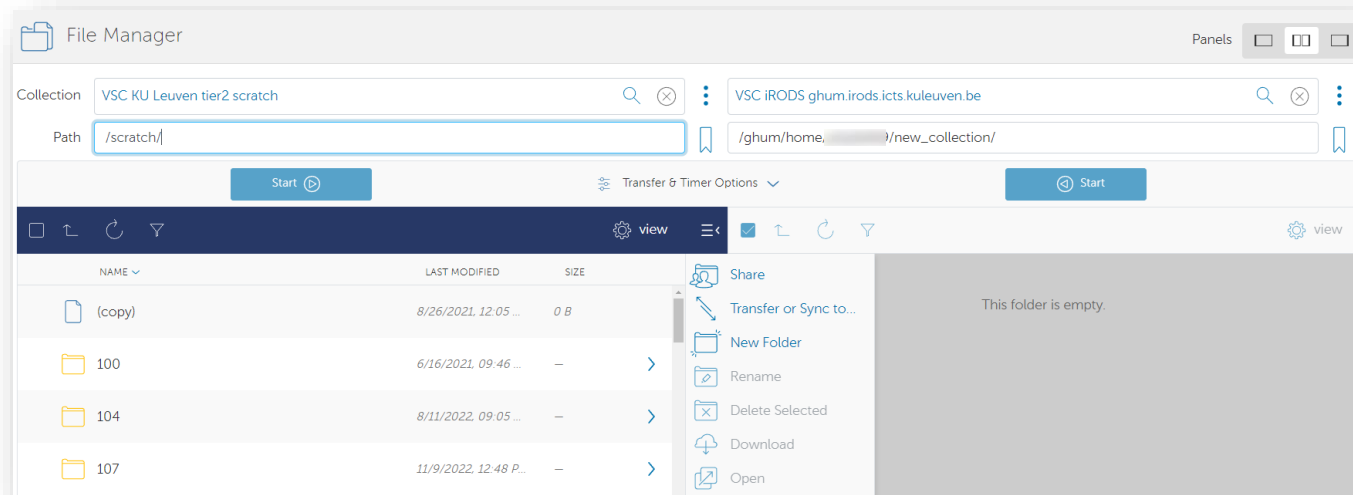 File Manager
Panels
Collection VSC KU Leuven tier2 scratch VSC iRODS ghum.irods.icts.kuleuven.be
Path /scratch/ /ghum/home/ 9/new_collection/
Start Transfer & Timer Options Start
view view
NAME LAST MODIFIED SIZE
Share
(copy) 8/26/2021, 12:05 ... 0 B Transfer or Sync to... This folder is empty.
New Folder
100 6/16/2021, 09:46 ... —
Rename
104 8/11/2022, 09:05 ... — Delete Selected
Download
107 11/9/2022, 12:48 P... —
Open